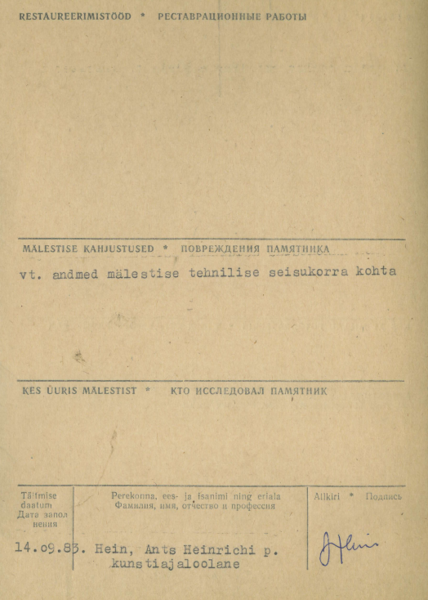 RESTAUREERIMISTÖÖD * РЕСТАВРАЦИОННЫЕ РАБОТЫ
MÄLESTISE KAHJUSTUSED * ПОВРЕЖДЕНИЯ ПАМЯТНИКА
vt. andmed mälestise tehnilise seisukorra kohta
KES UURIS MÄLESTIST * КТО ИССЛЕДОВАЛ ПАМЯТНИК
Täitmise
daatum
Дата запол
нения
Perekonna, ees- ja isanimi ning eriala
Фамилия, имя, отчество и профессия
Allkiri * Подпись
14.09.83. Hein, Ants Heinrichi p.
kunstiajaloolane